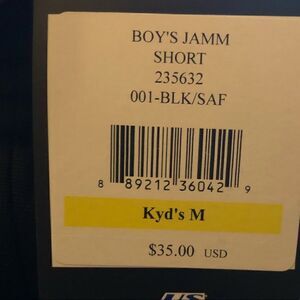 BOY'S JAMM
SHORT
235632
001-BLK/SAF
8 89212 36042 9
Kyd's M
$35.00 USD